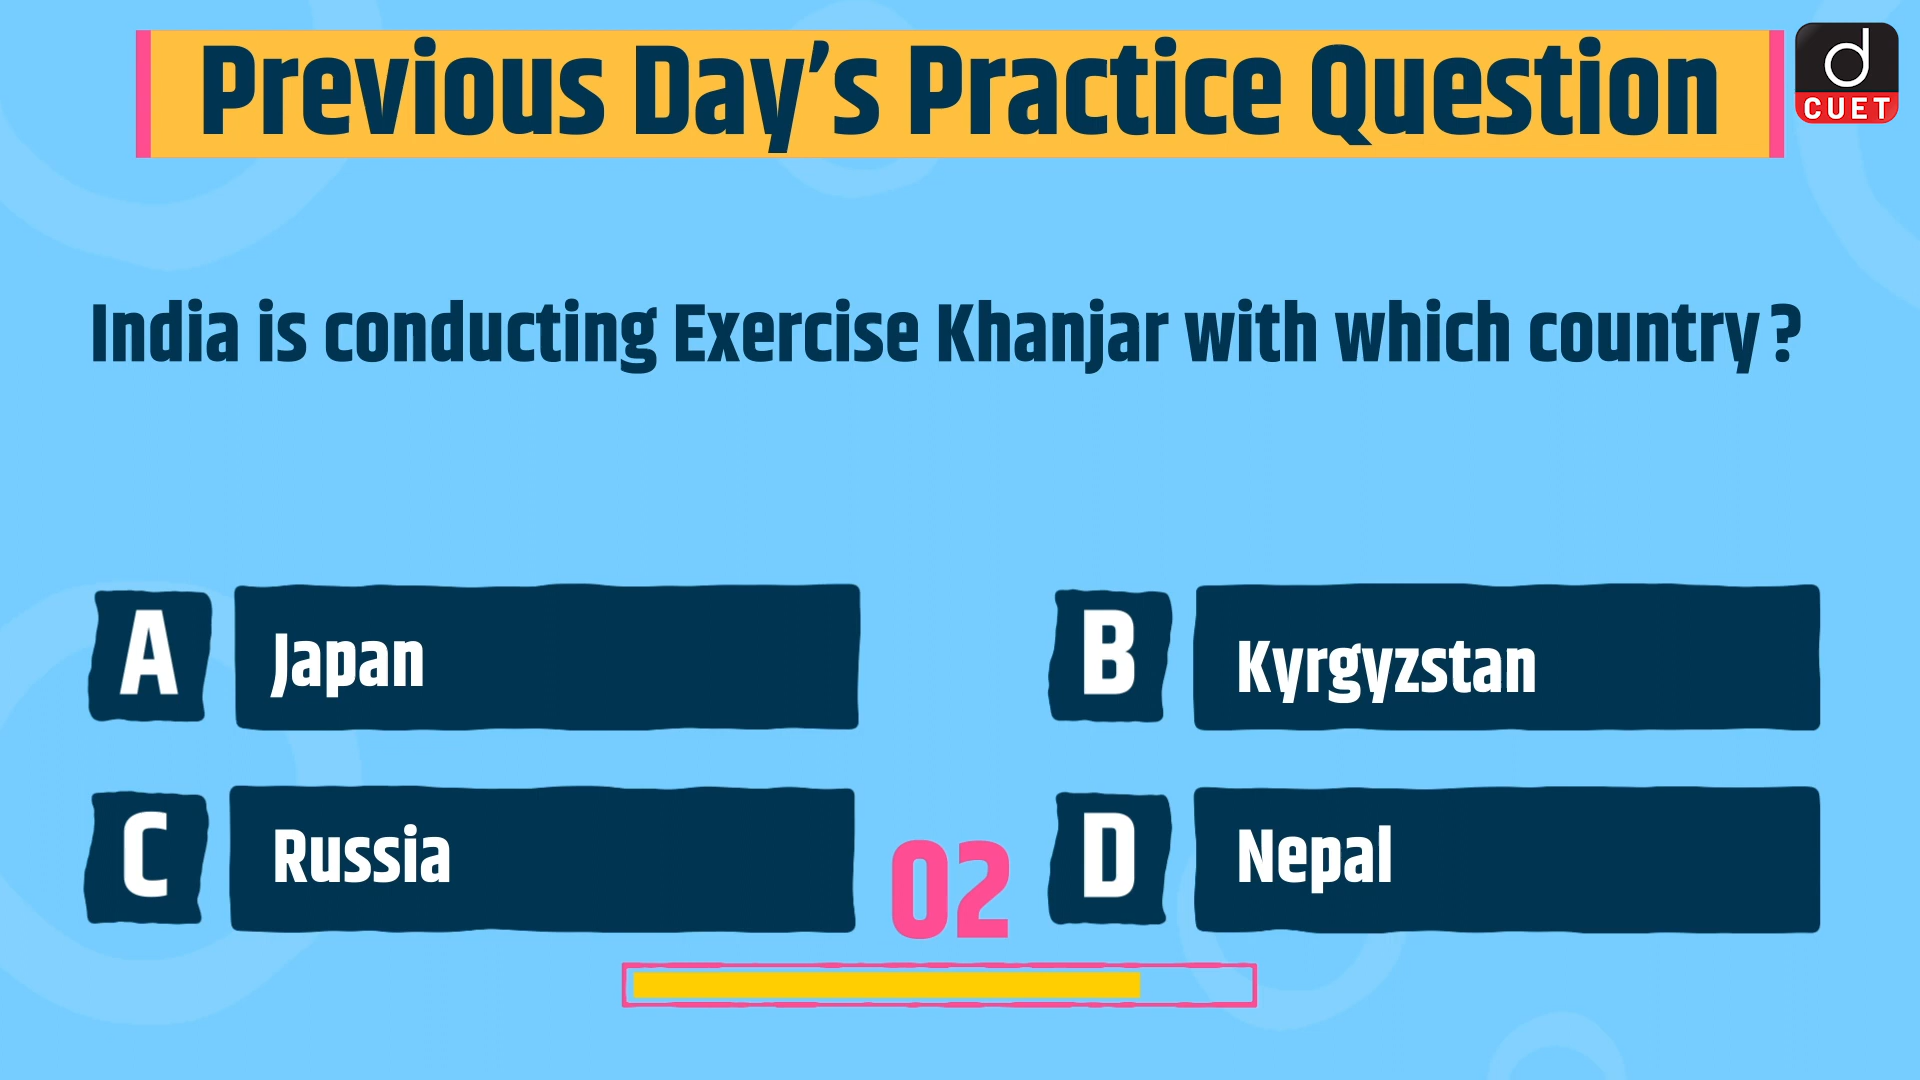 Previous Day’s Practice Question
d
CUET
India is conducting Exercise Khanjar with which country ?
A Japan
B Kyrgyzstan
C Russia
D Nepal
02